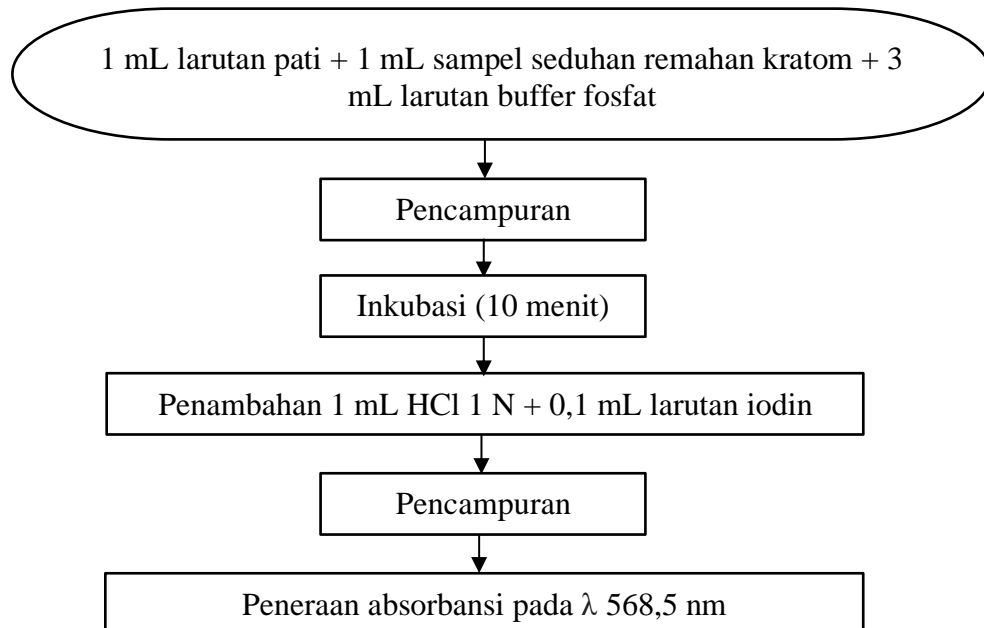 1 mL larutan pati + 1 mL sampel seduhan remahan kratom + 3
mL larutan buffer fosfat
Pencampuran
Inkubasi (10 menit)
Penambahan 1 mL HCl 1 N + 0,1 mL larutan iodin
Pencampuran
Peneraan absorbansi pada λ 568,5 nm